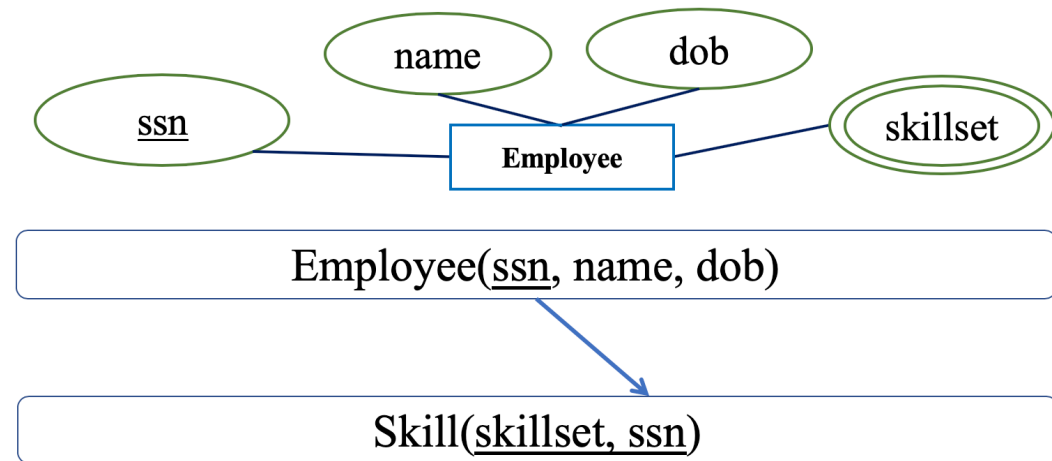 name
dob
ssn
skillset
Employee
Employee(ssn, name, dob)
Skill(skillset, ssn)